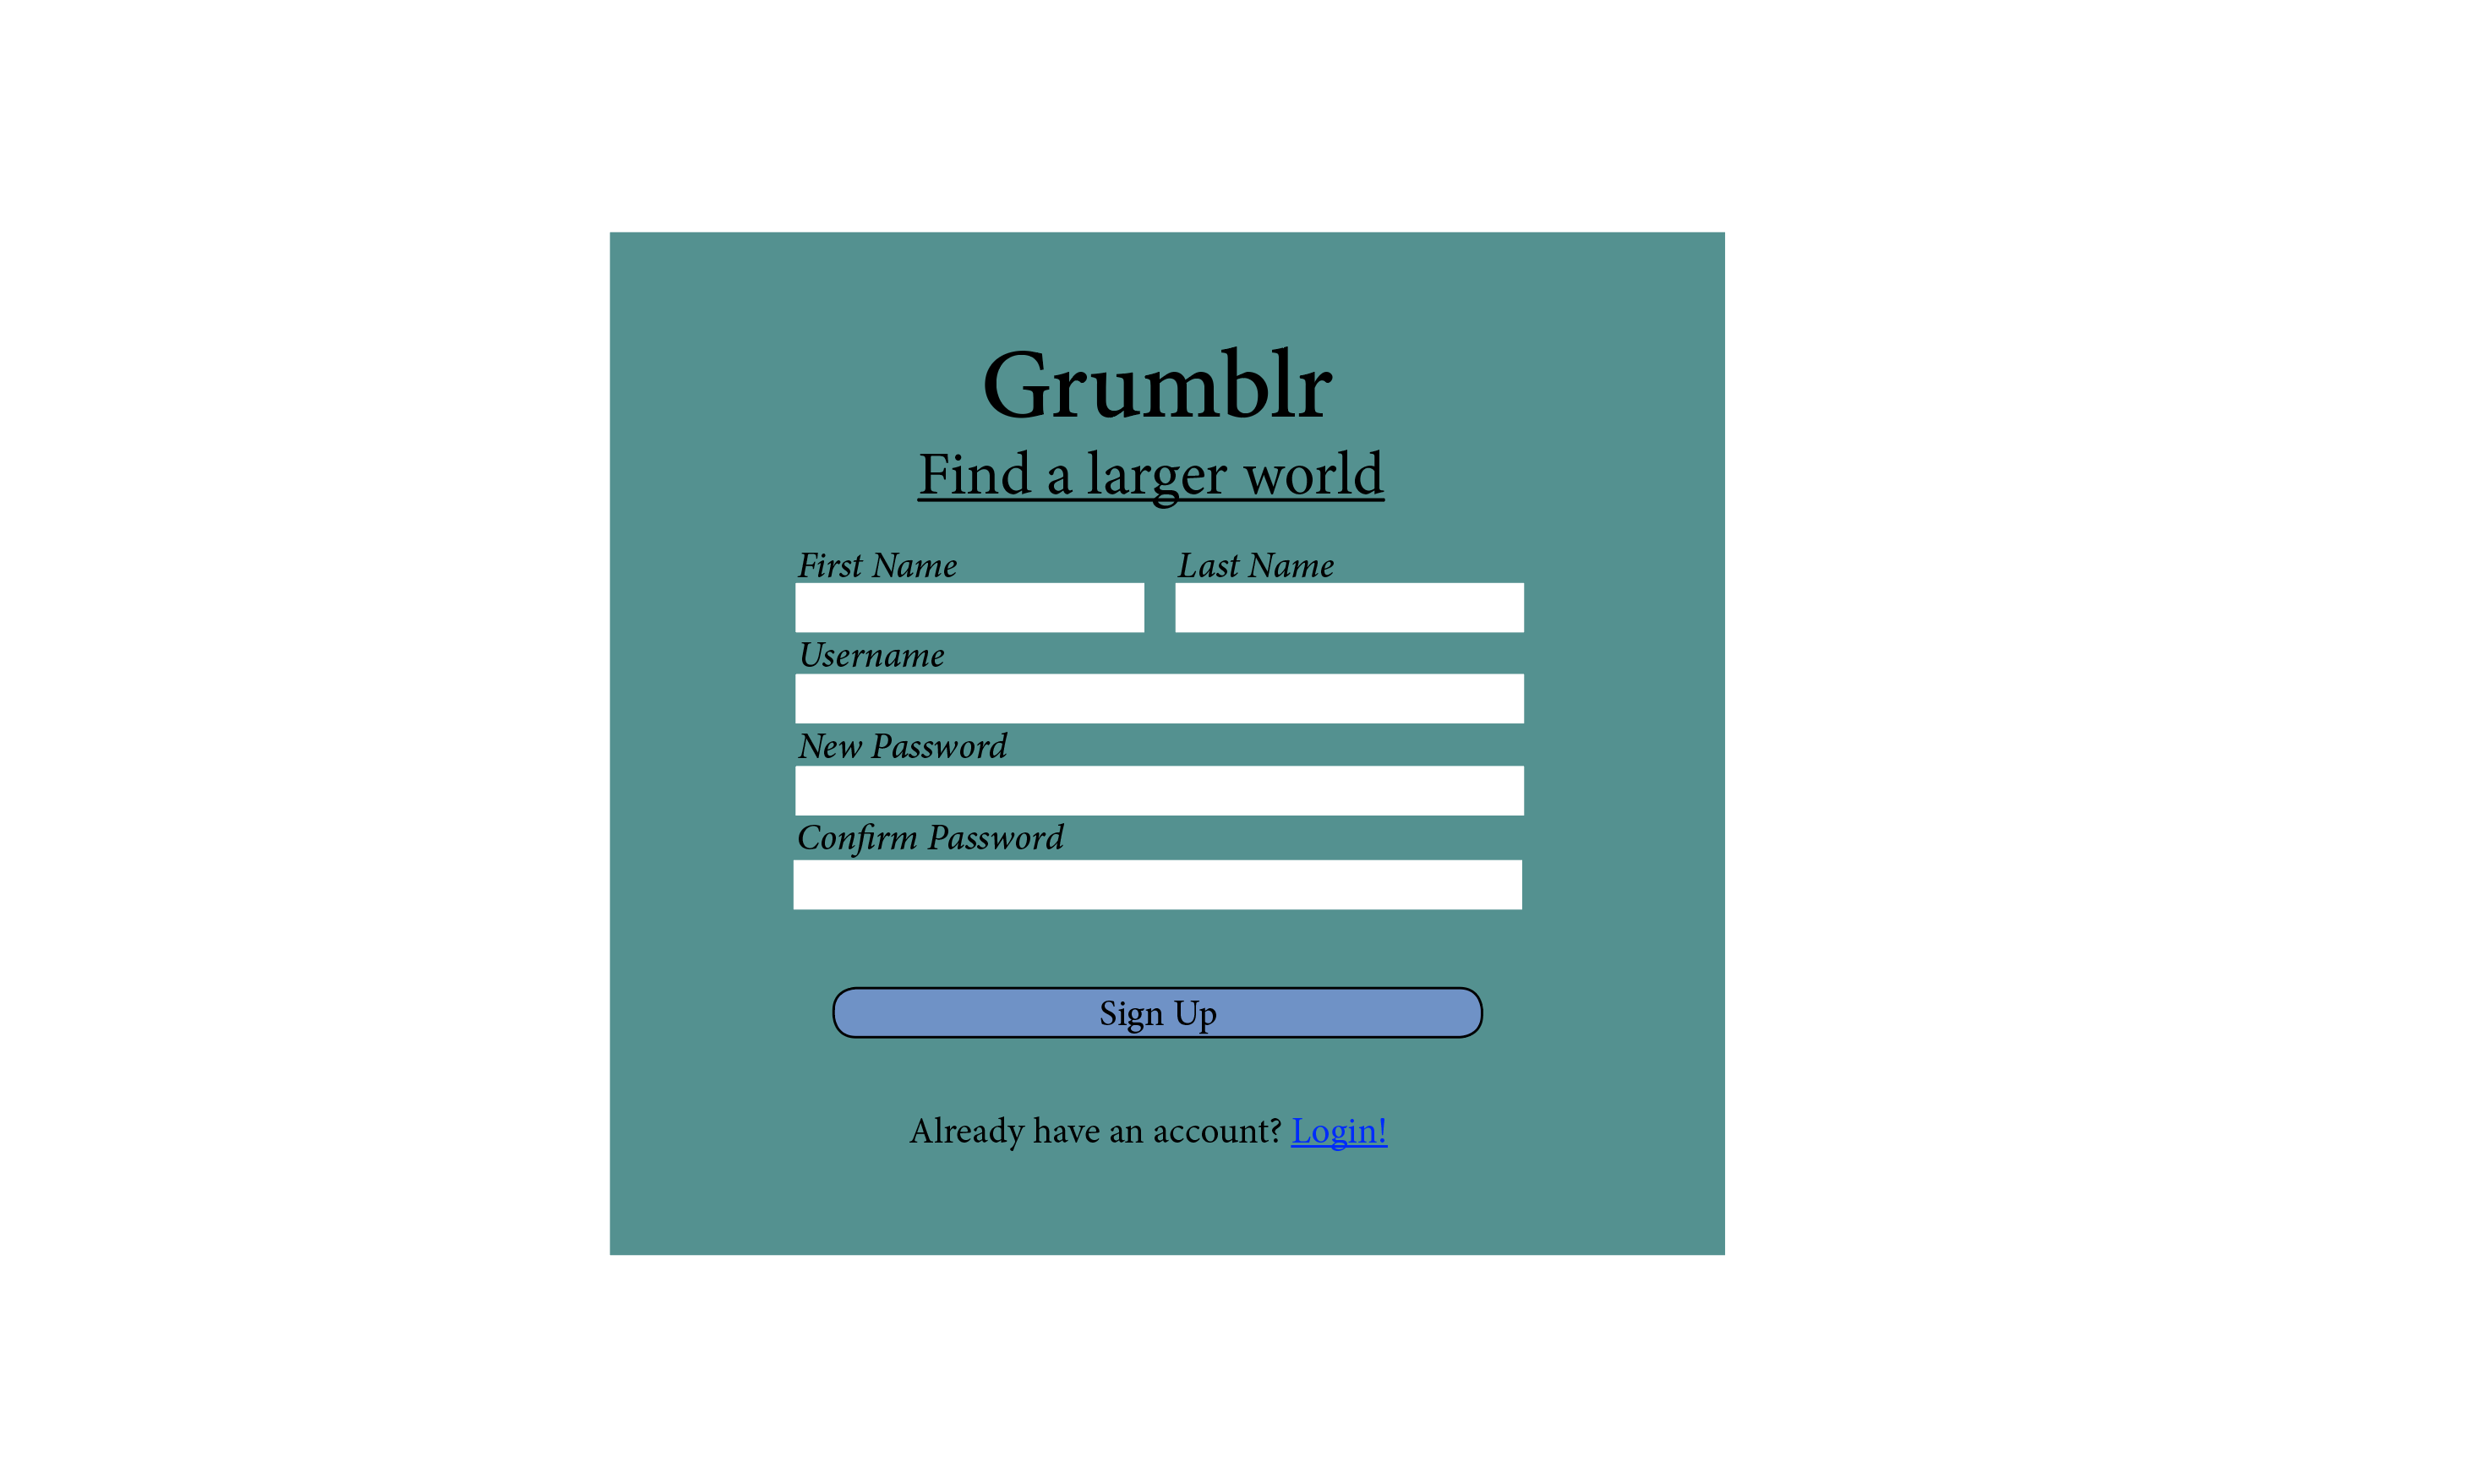 Grumblr
Find a larger world
First Name Last Name
Username
New Password
Confirm Password
Sign Up
Already have an account? Login!